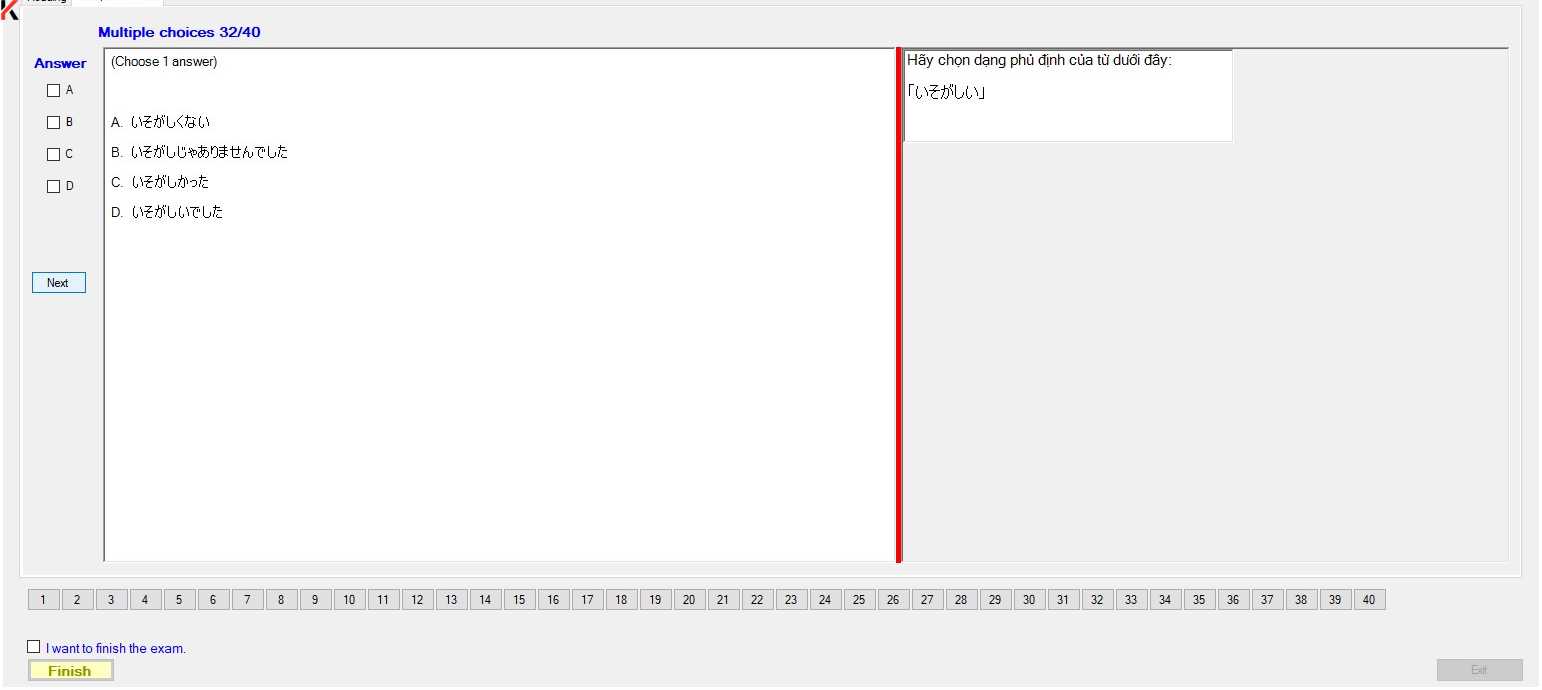 Multiple choices 32/40
Answer
A
B
C
D
Next
(Choose 1 answer)
A. いそがしくない
B. いそがしじゃありませんでした
C. いそがしかった
D. いそがしいでした
Hãy chọn dạng phủ định của từ dưới đây:
「いそがしい」
1 2 3 4 5 6 7 8 9 10 11 12 13 14 15 16 17 18 19 20 21 22 23 24 25 26 27 28 29 30 31 32 33 34 35 36 37 38 39 40
I want to finish the exam.
Finish
Exit